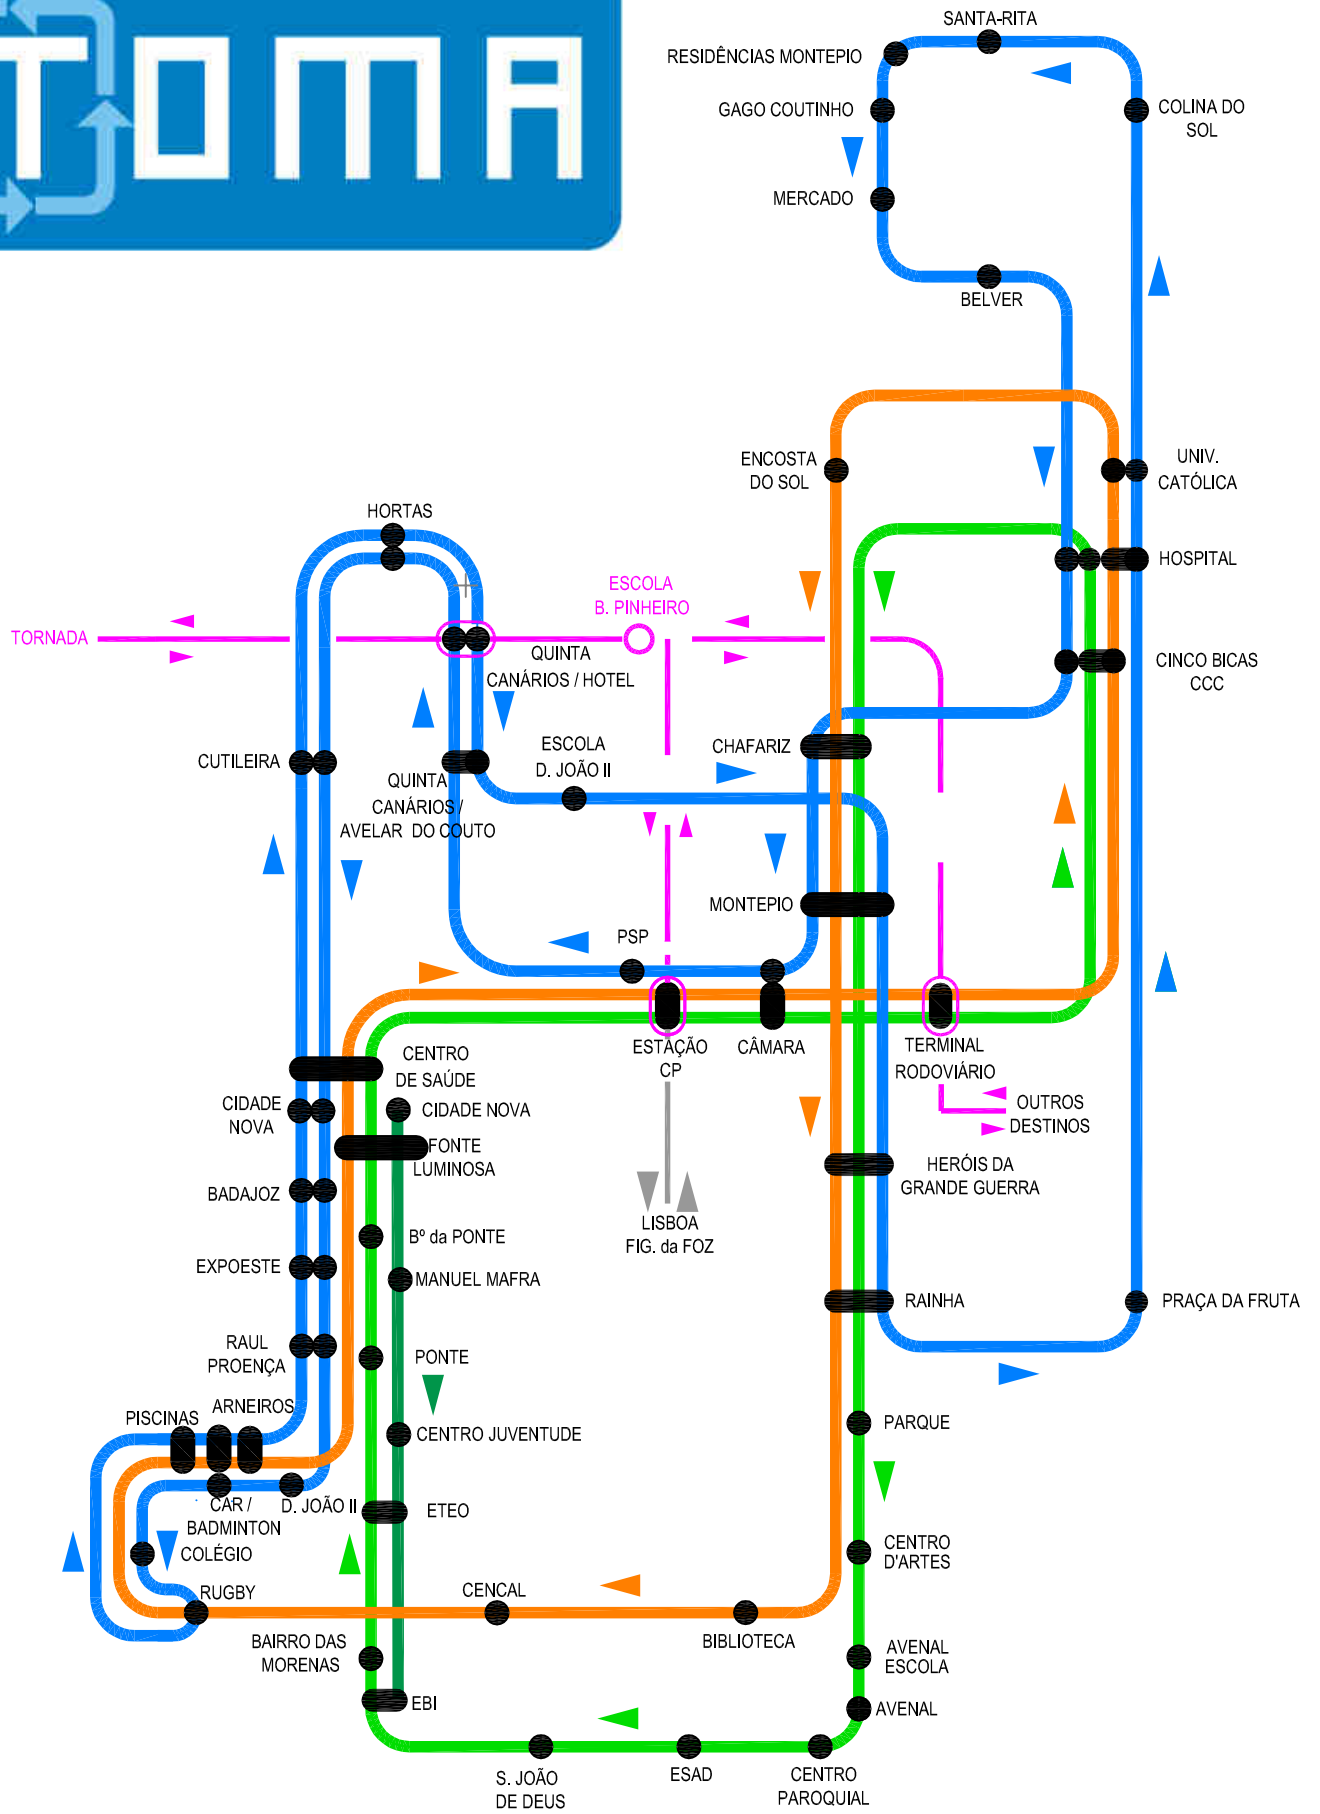 TOMA
SANTA-RITA
RESIDÊNCIAS MONTEPIO
GAGO COUTINHO
COLINA DO
SOL
MERCADO
BELVER
ENCOSTA
DO SOL
UNIV.
CATÓLICA
HORTAS
HOSPITAL
ESCOLA
B. PINHEIRO
TORNADA
QUINTA
CANÁRIOS / HOTEL
CINCO BICAS
CCC
CUTILEIRA
ESCOLA
D. JOÃO II
CHAFARIZ
QUINTA
CANÁRIOS /
AVELAR DO COUTO
MONTEPIO
PSP
ESTAÇÃO
CP
CÂMARA
TERMINAL
RODOVIÁRIO
CENTRO
DE SAÚDE
CIDADE
NOVA
CIDADE NOVA
OUTROS
DESTINOS
FONTE
LUMINOSA
HERÓIS DA
GRANDE GUERRA
BADAJOZ
LISBOA
FIG. da FOZ
Bº da PONTE
EXPOESTE
MANUEL MAFRA
RAINHA
PRAÇA DA FRUTA
RAUL
PROENÇA
PONTE
PISCINAS
ARNEIROS
CENTRO JUVENTUDE
PARQUE
CAR /
BADMINTON
D. JOÃO II
ETEO
COLÉGIO
CENTRO
D'ARTES
RUGBY
CENCAL
BIBLIOTECA
BAIRRO DAS
MORENAS
AVENAL
ESCOLA
EBI
AVENAL
S. JOÃO
DE DEUS
ESAD
CENTRO
PAROQUIAL